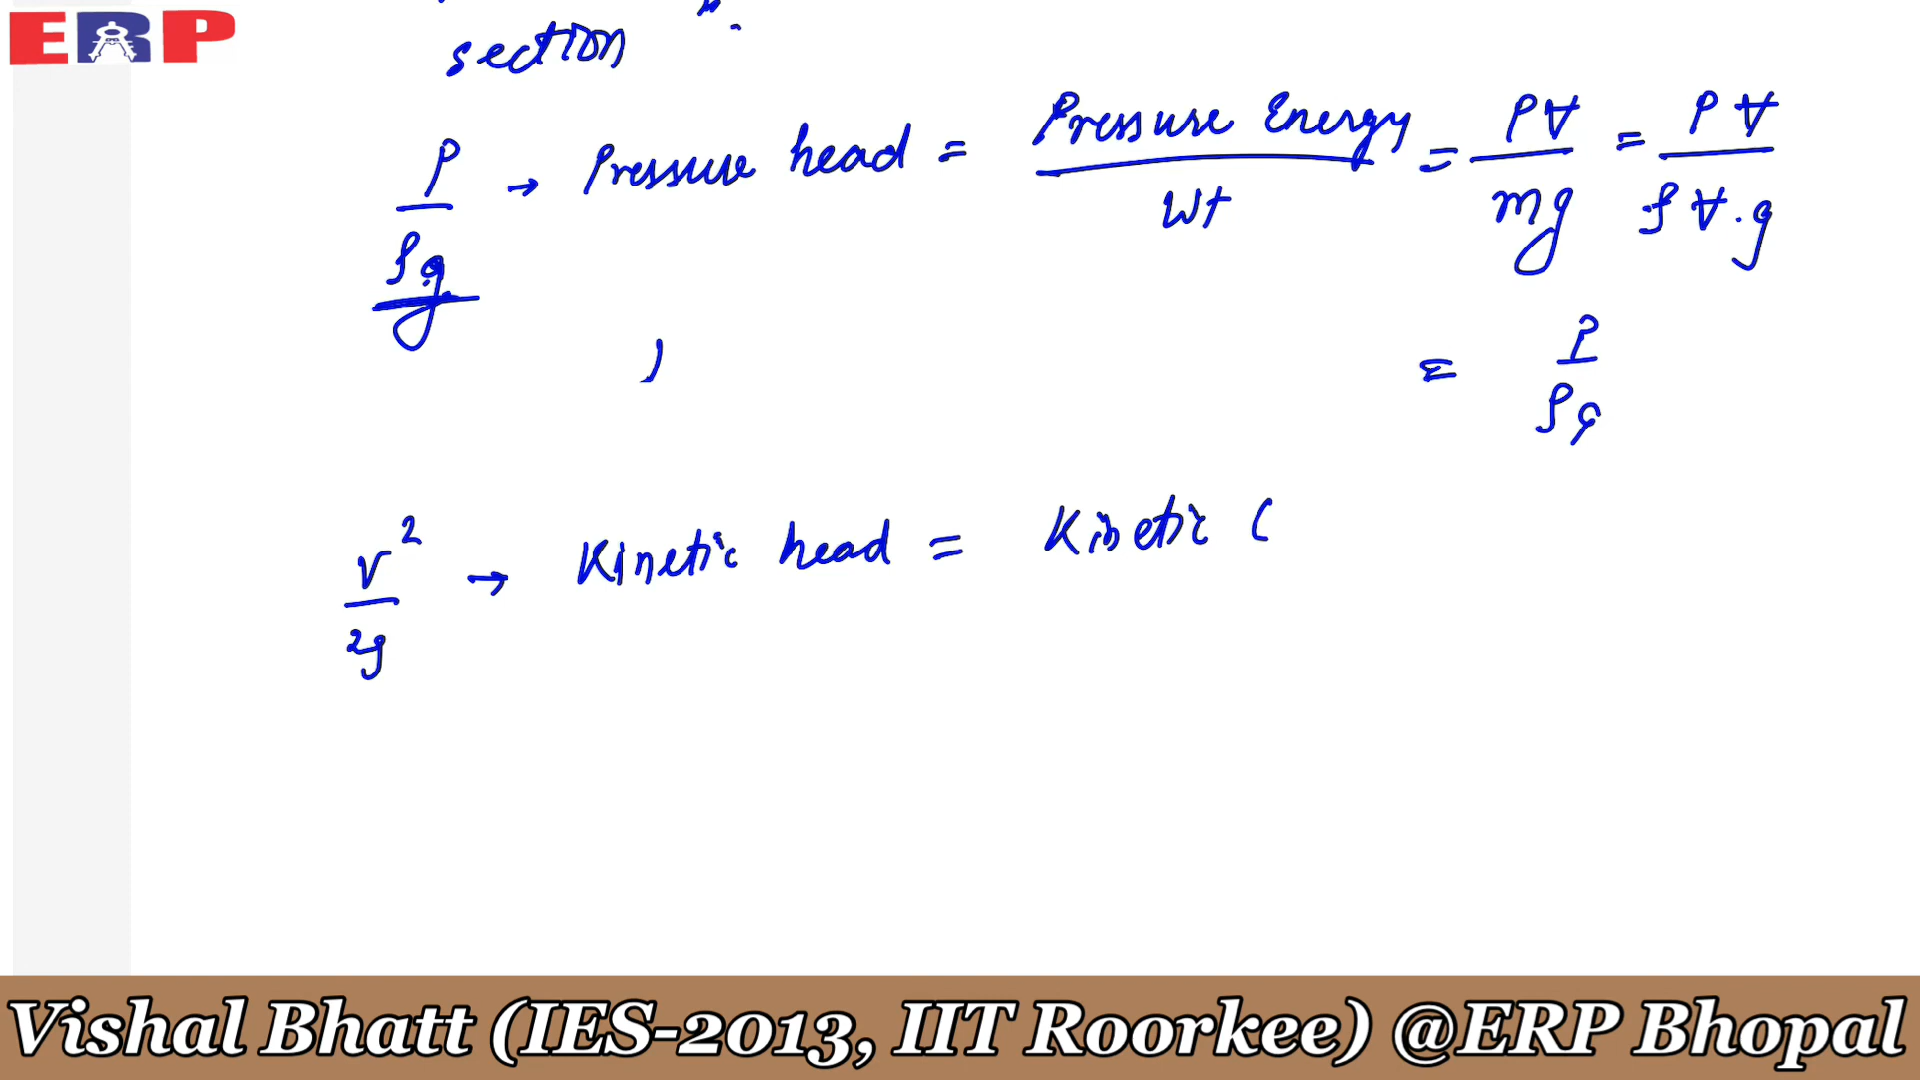 ERP
section
P/ρg → Pressure head = Pressure Energy/Wt = P∀/mg = P∀/ρ∀.g
= P/ρg
V²/2g → Kinetic head = Kinetic (
Vishal Bhatt (IES-2013, IIT Roorkee) @ERP Bhopal